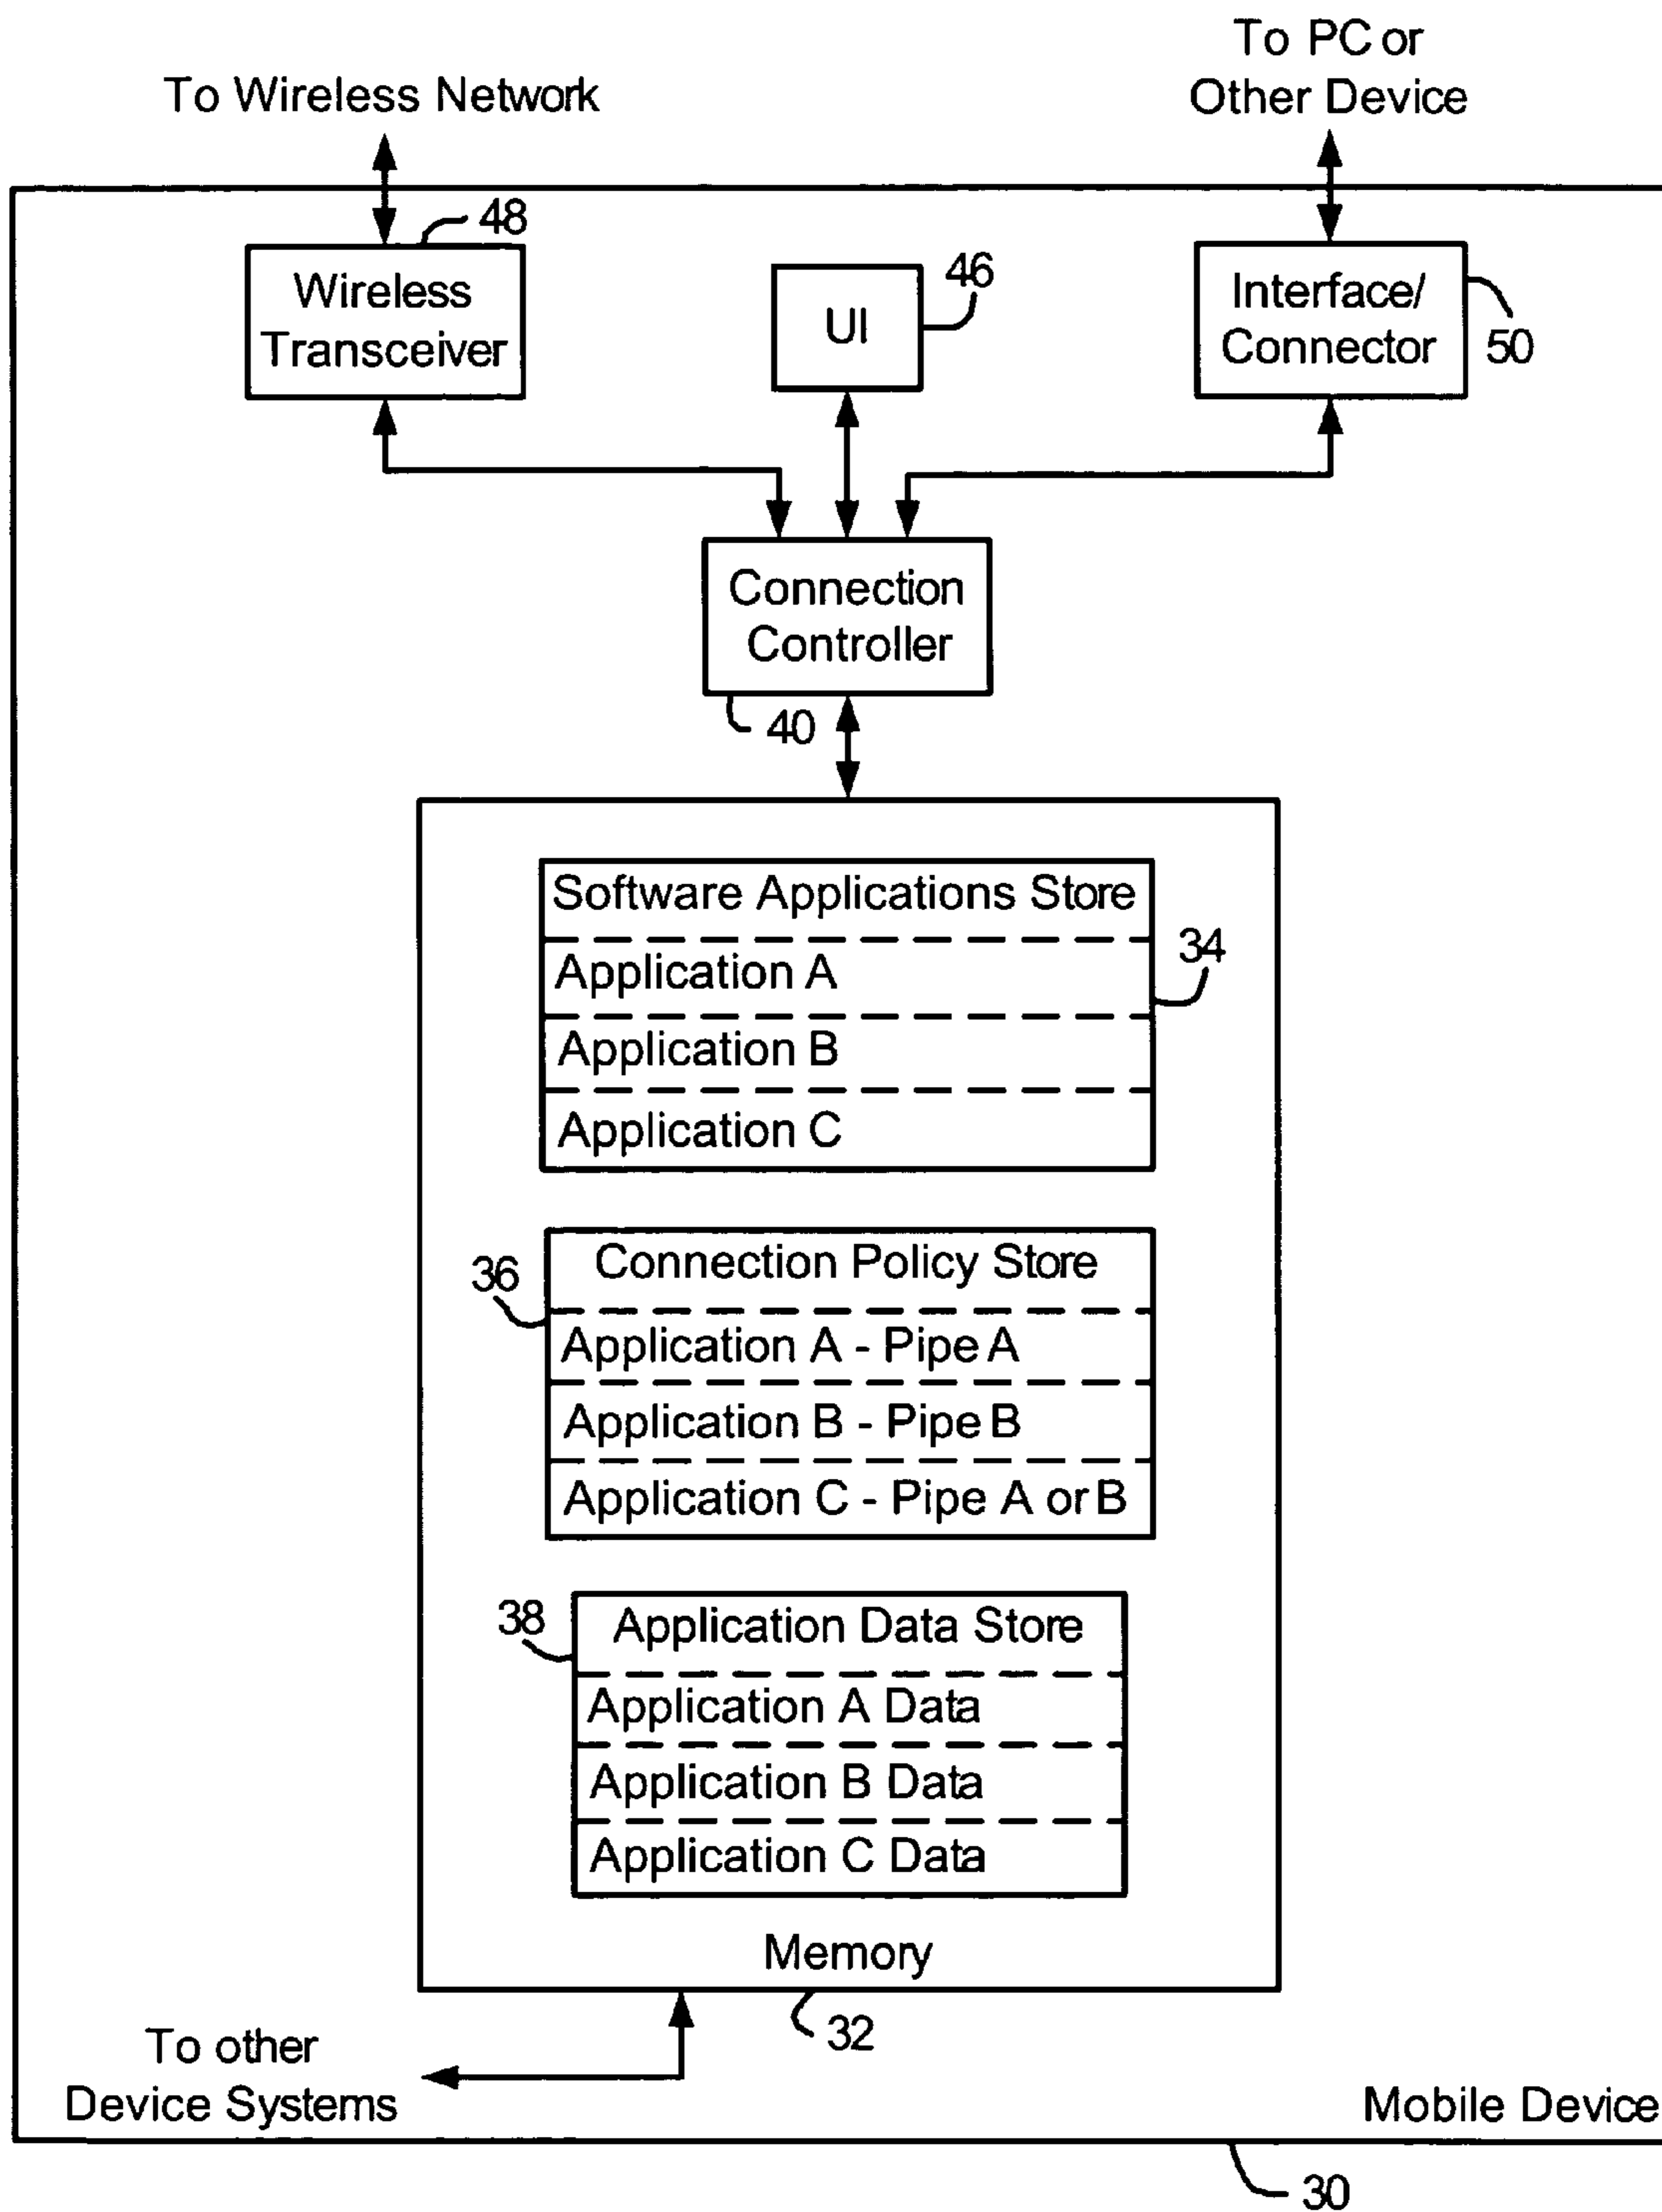 To Wireless Network
To PC or
Other Device
48
Wireless
Transceiver
UI
46
Interface/
Connector
50
Connection
Controller
40
Software Applications Store
Application A
Application B
Application C
34
36
Connection Policy Store
Application A - Pipe A
Application B - Pipe B
Application C - Pipe A or B
38
Application Data Store
Application A Data
Application B Data
Application C Data
Memory
32
To other
Device Systems
Mobile Device
30